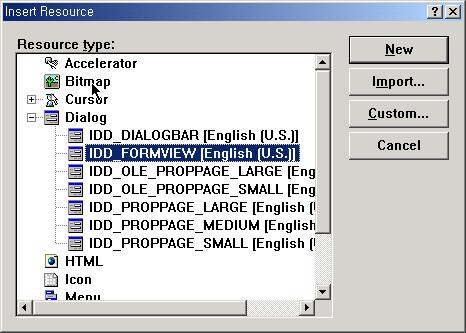 Insert Resource
Resource type:
Accelerator
Bitmap
Cursor
Dialog
IDD_DIALOGBAR [English (U.S.)]
IDD_FORMVIEW [English (U.S.)]
IDD_OLE_PROPPAGE_LARGE [Eng
IDD_OLE_PROPPAGE_SMALL [Eng
IDD_PROPPAGE_LARGE [English (
IDD_PROPPAGE_MEDIUM [English
IDD_PROPPAGE_SMALL [English (
HTML
Icon
Menu
New
Import...
Custom...
Cancel